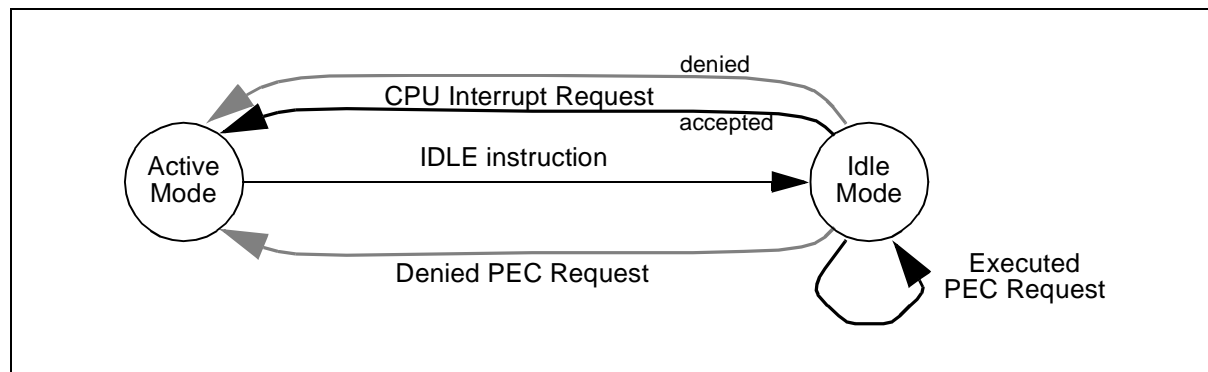 denied
CPU Interrupt Request
accepted
IDLE instruction
Active
Mode
Idle
Mode
Denied PEC Request
Executed
PEC Request